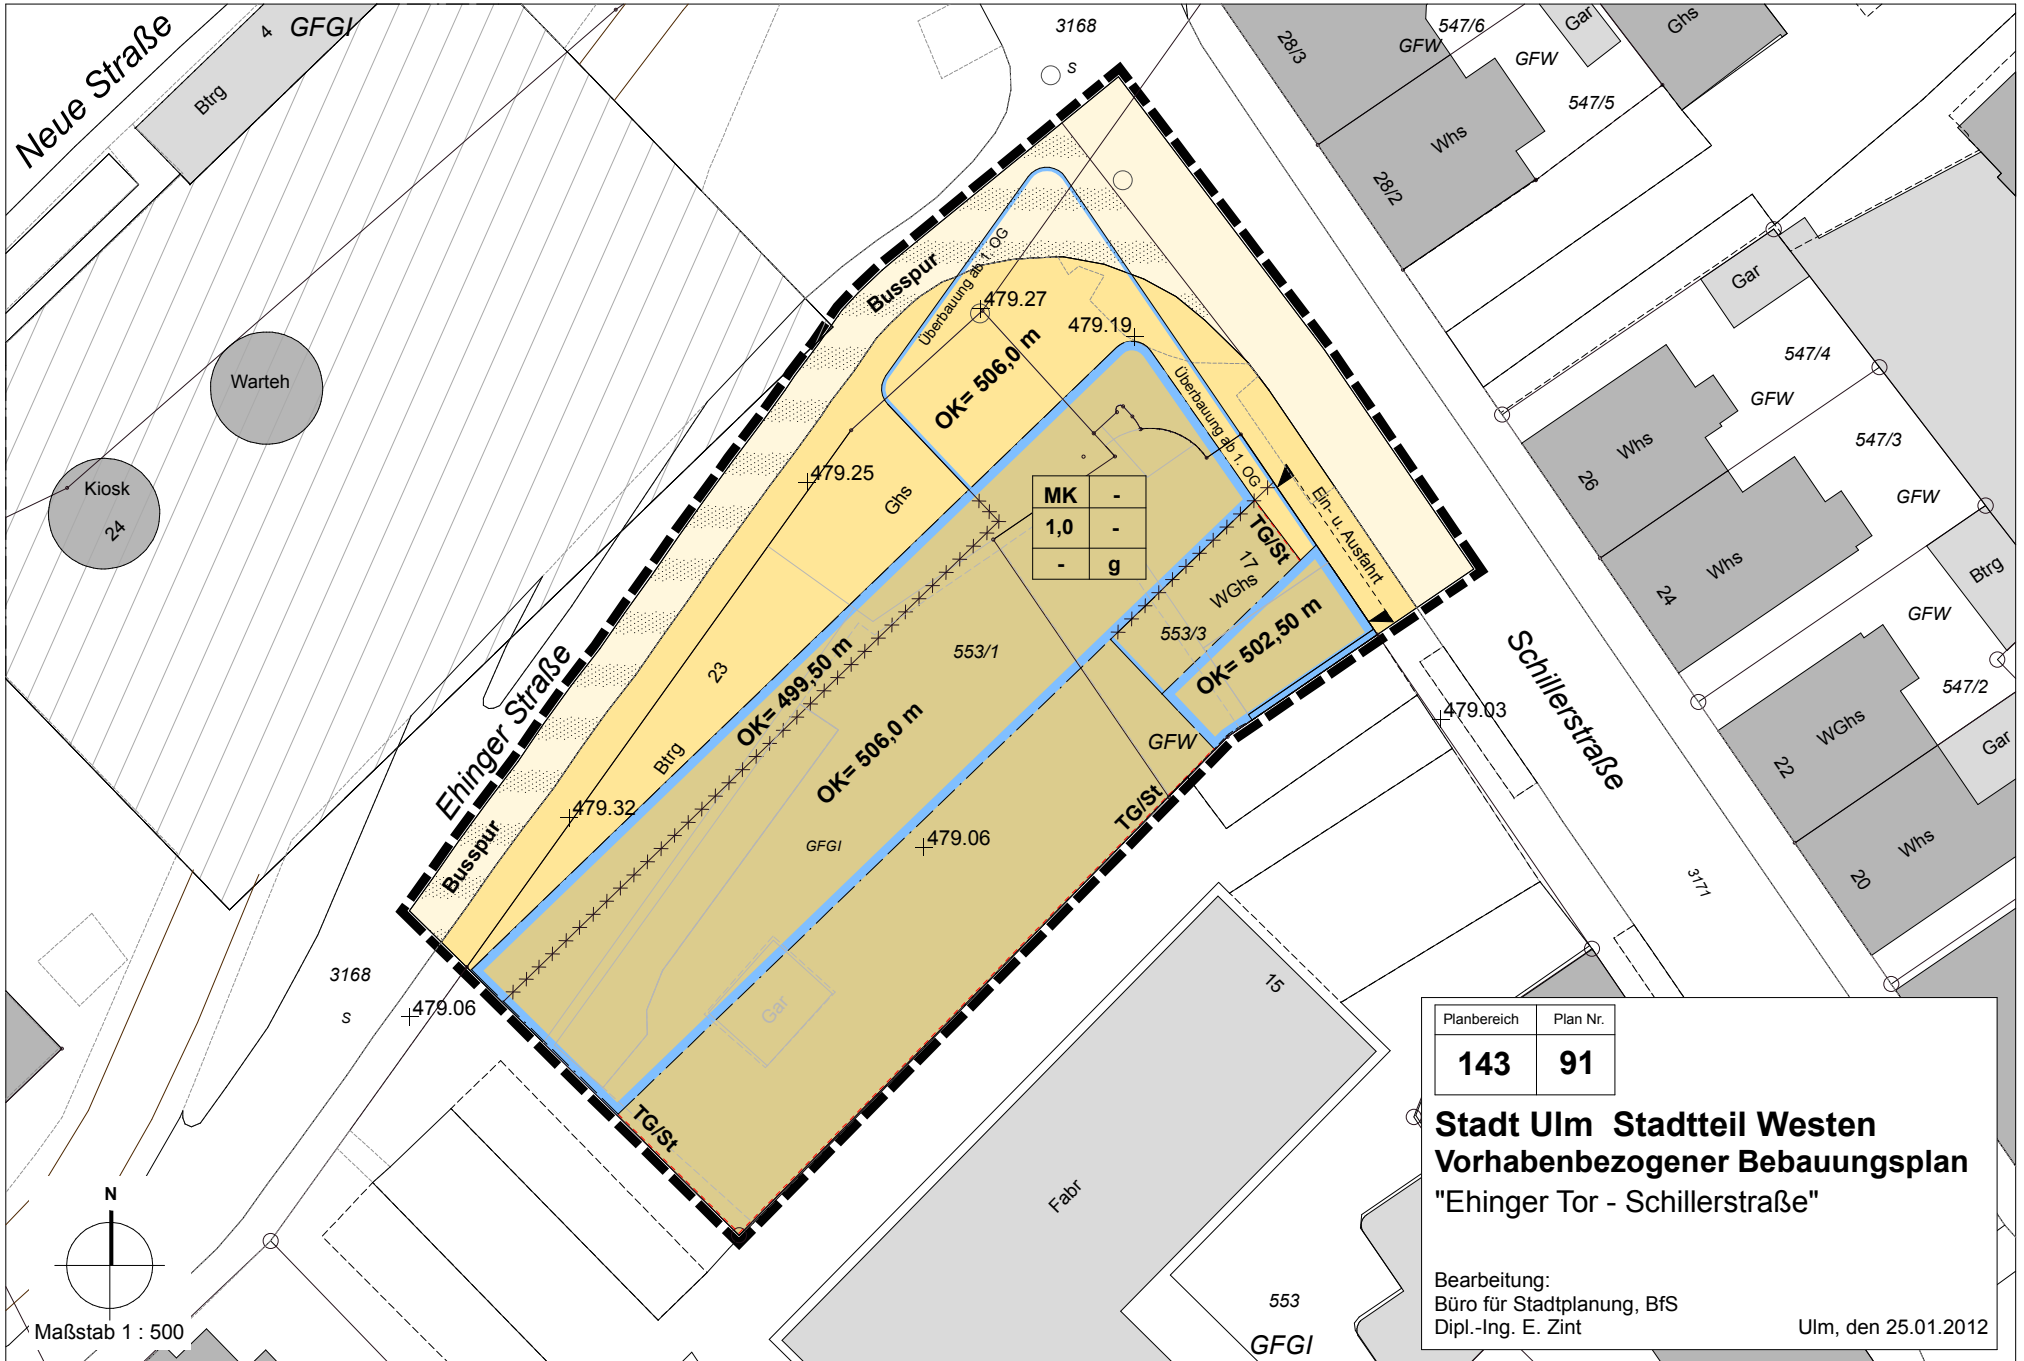 Neue Straße
4
GFGI
Btrg
3168
S
28/3
547/6
GFW
Gar
Ghs
GFW
547/5
Whs
28/2
Busspur
Überbauung ab 1. OG
479.27
479.19
OK= 506,0 m
Überbauung ab 1. OG
Gar
547/4
GFW
547/3
GFW
Whs
26
Whs
24
Btrg
GFW
547/2
Warteh
Kiosk
24
479.25
Ghs
MK -
1,0 -
- g
TG/St
Ein- u. Ausfahrt
17
WGhs
553/3
OK= 502,50 m
553/1
23
OK= 499,50 m
OK= 506,0 m
Btrg
GFW
479.03
Schillerstraße
WGhs
22
Gar
Whs
20
3171
Ehinger Straße
479.32
Busspur
GFGI
479.06
TG/St
3168
S
479.06
Gar
15
TG/St
Fabr
553
GFGI
N
Maßstab 1 : 500
Planbereich Plan Nr.
143 91
Stadt Ulm Stadtteil Westen
Vorhabenbezogener Bebauungsplan
"Ehinger Tor - Schillerstraße"
Bearbeitung:
Büro für Stadtplanung, BfS
Dipl.-Ing. E. Zint
Ulm, den 25.01.2012